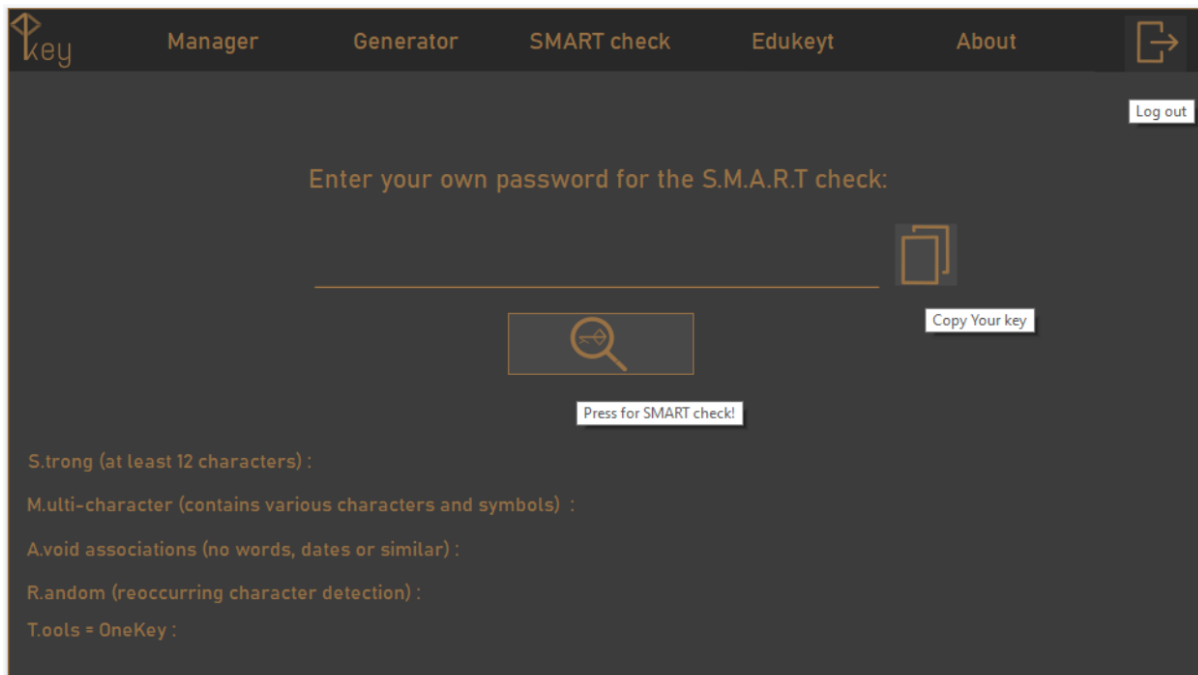 key
Manager Generator SMART check Edukeyt About
Log out
Enter your own password for the S.M.A.R.T check:
Copy Your key
Press for SMART check!
S.trong (at least 12 characters) :
M.ulti-character (contains various characters and symbols) :
A.void associations (no words, dates or similar) :
R.andom (reoccurring character detection) :
T.ools = OneKey :